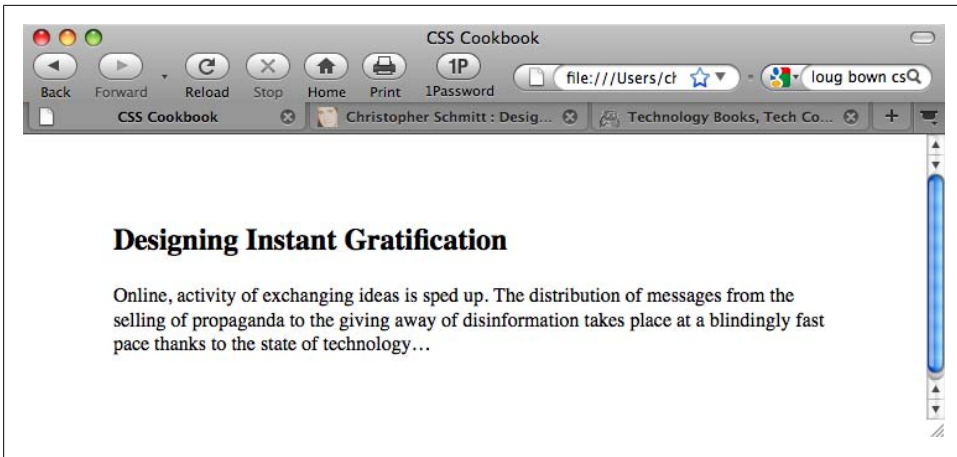 CSS Cookbook
Back Forward Reload Stop Home Print 1Password
1P
file:///Users/ch
loug bown cs
CSS Cookbook
Christopher Schmitt : Desig...
Technology Books, Tech Co...
Designing Instant Gratification
Online, activity of exchanging ideas is sped up. The distribution of messages from the
selling of propaganda to the giving away of disinformation takes place at a blindingly fast
pace thanks to the state of technology…